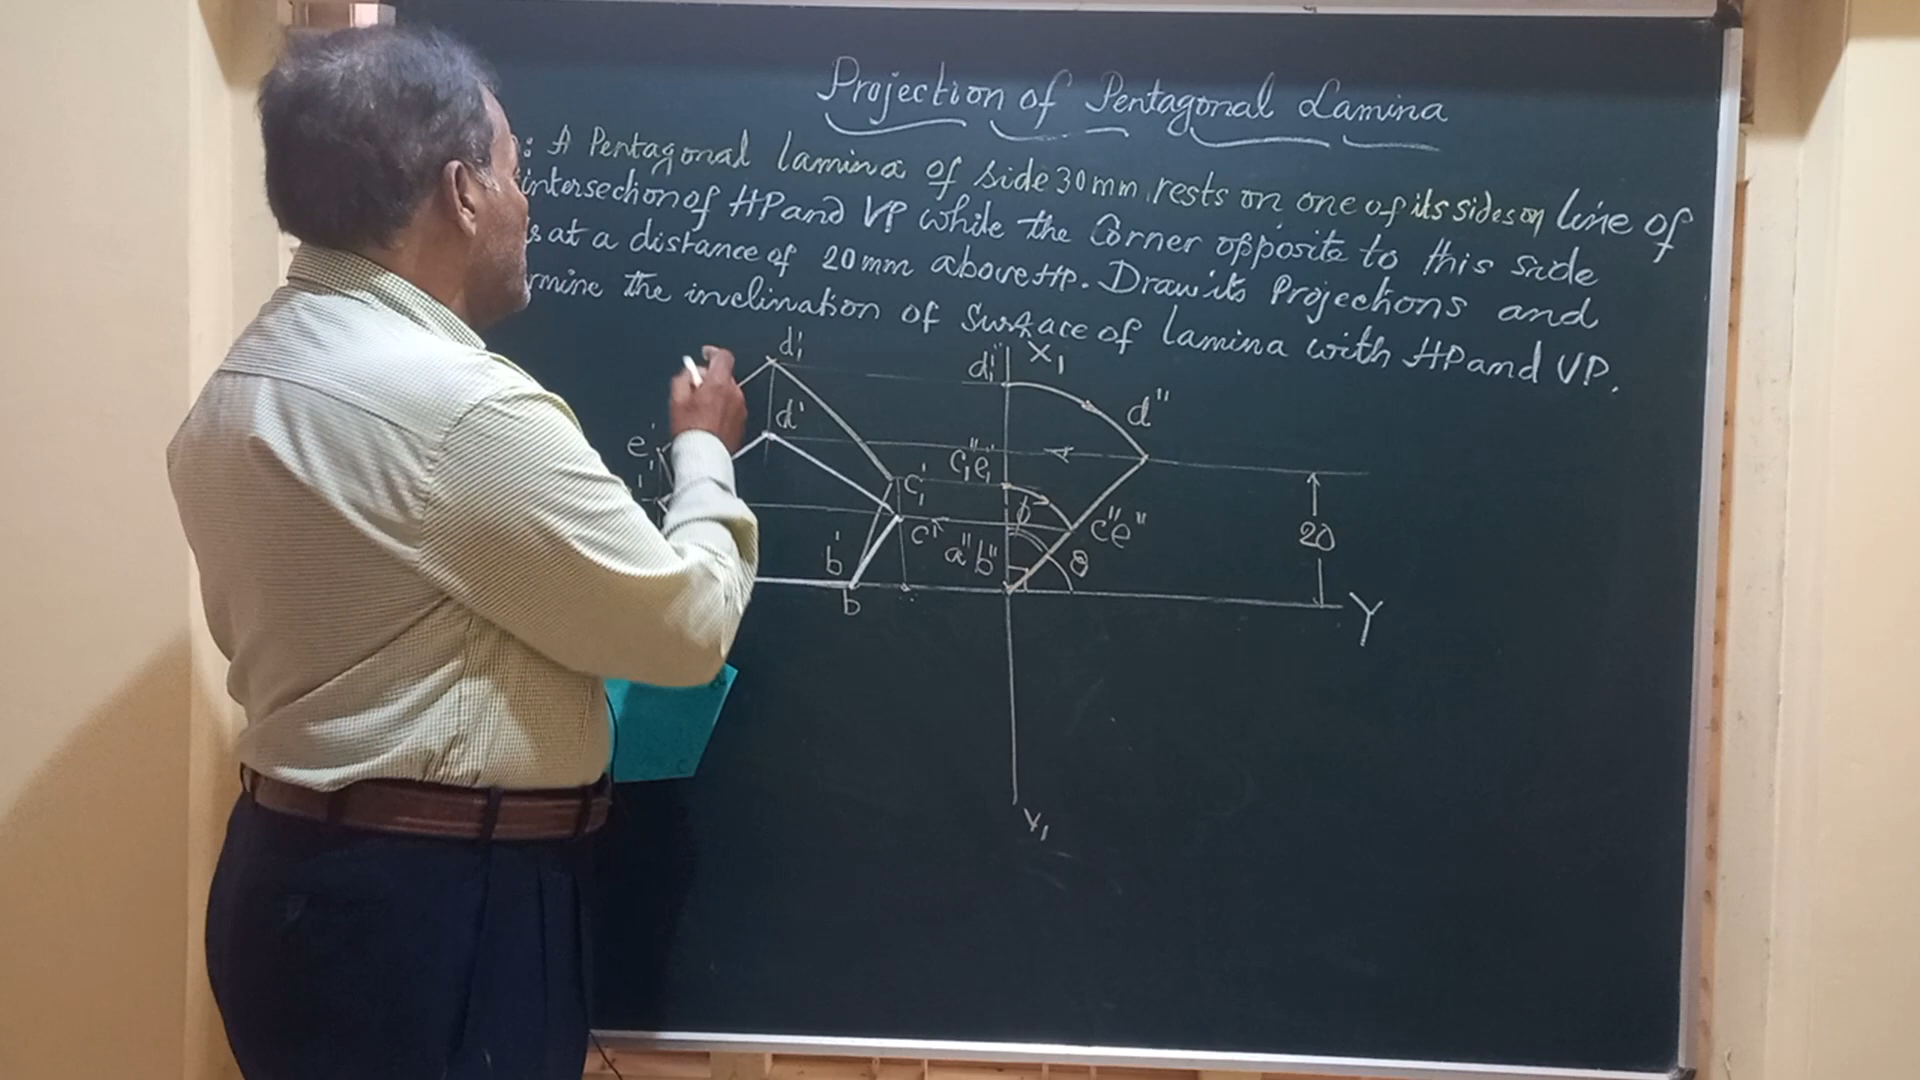 Projection of Pentagonal Lamina
: A Pentagonal lamina of side 30mm, rests on one of its sides on line of
intersection of HP and VP while the Corner opposite to this side
is at a distance of 20mm above HP. Draw its Projections and
rmine the inclination of Surface of lamina with HP and VP.
d₁' d₁" X₁
d' d"
e₁' c₁"e₁"
c₁' ϕ 20
c' c"e"
b' a"b" θ
b Y
Y₁